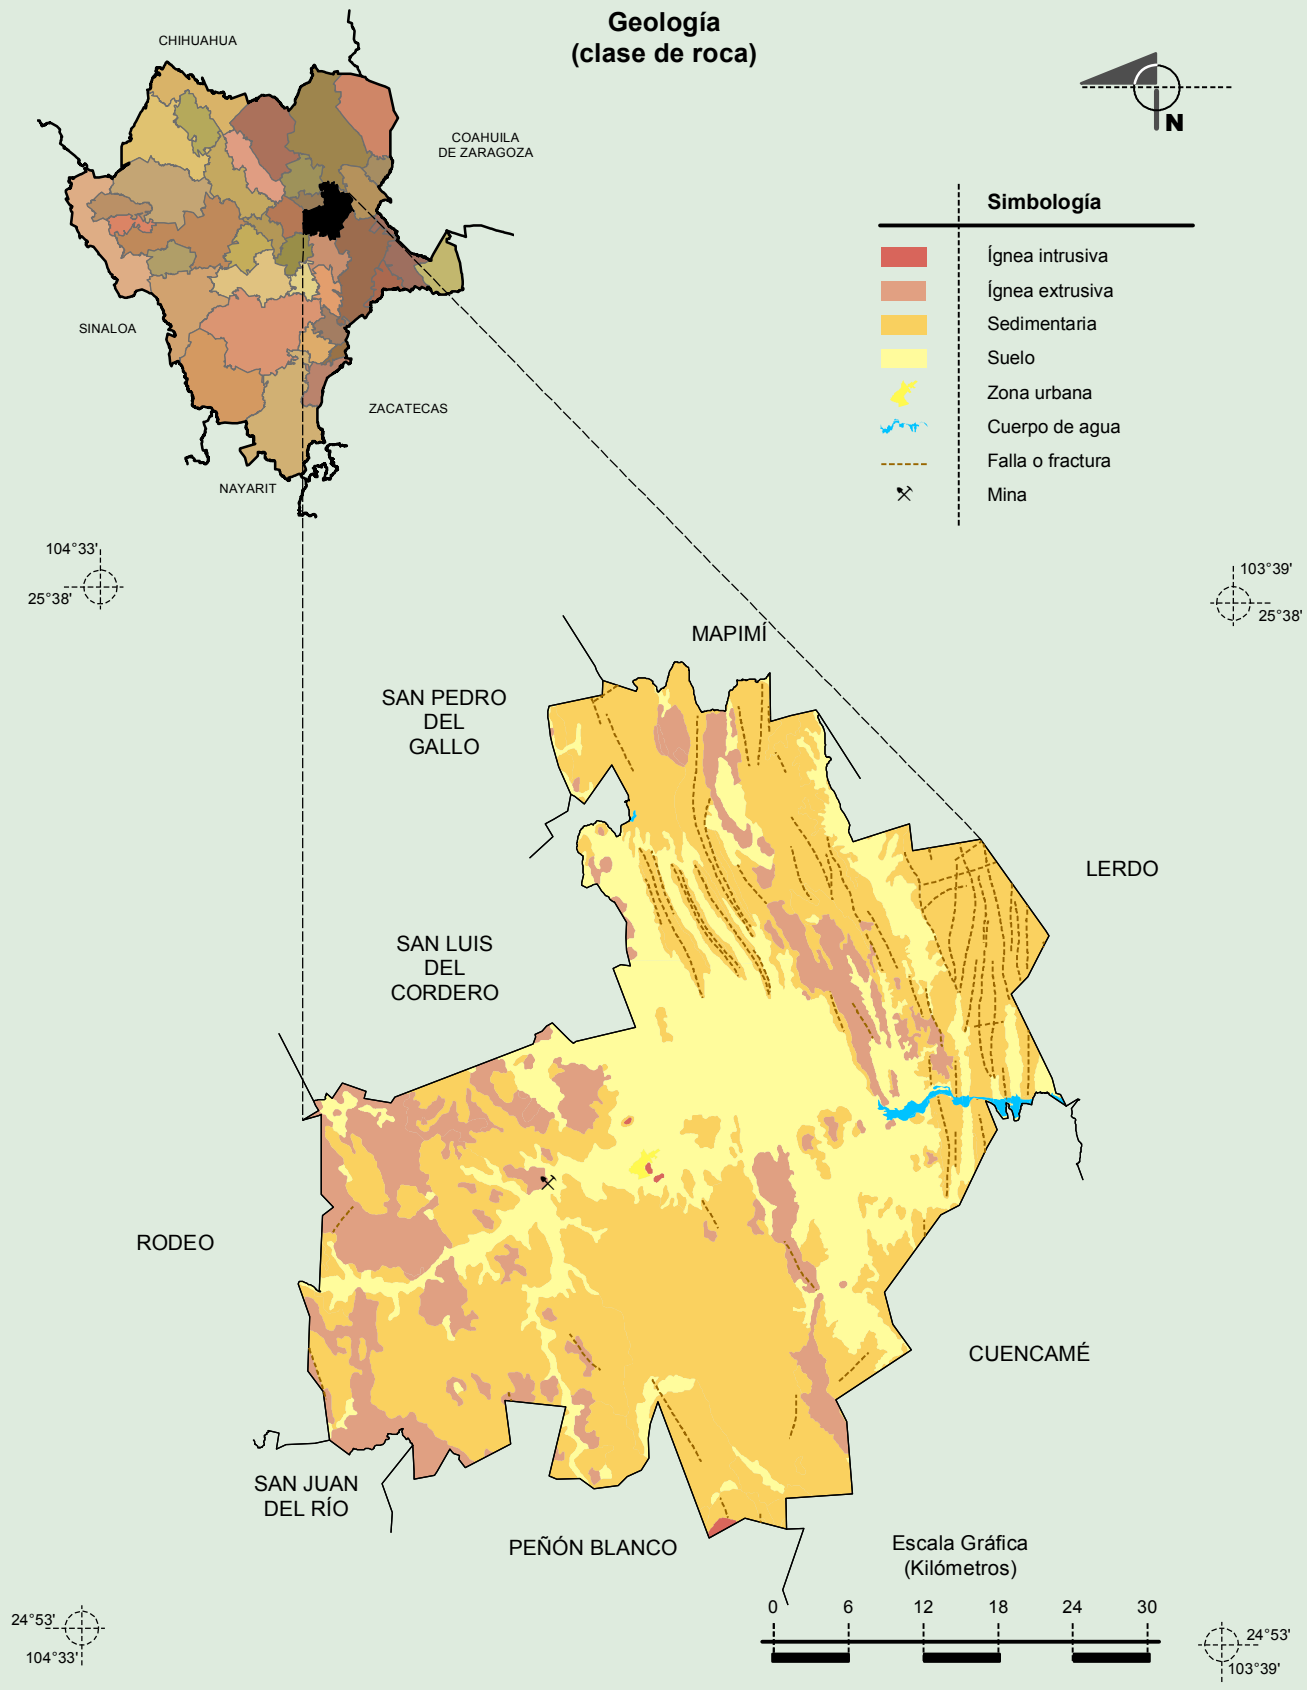 Geología
(clase de roca)
CHIHUAHUA
COAHUILA
DE ZARAGOZA
SINALOA
ZACATECAS
NAYARIT
N
Simbología
Ígnea intrusiva
Ígnea extrusiva
Sedimentaria
Suelo
Zona urbana
Cuerpo de agua
Falla o fractura
Mina
104°33'
25°38'
103°39'
25°38'
MAPIMÍ
SAN PEDRO
DEL
GALLO
LERDO
SAN LUIS
DEL
CORDERO
RODEO
CUENCAMÉ
SAN JUAN
DEL RÍO
PEÑÓN BLANCO
Escala Gráfica
(Kilómetros)
0 6 12 18 24 30
24°53'
104°33'
24°53'
103°39'